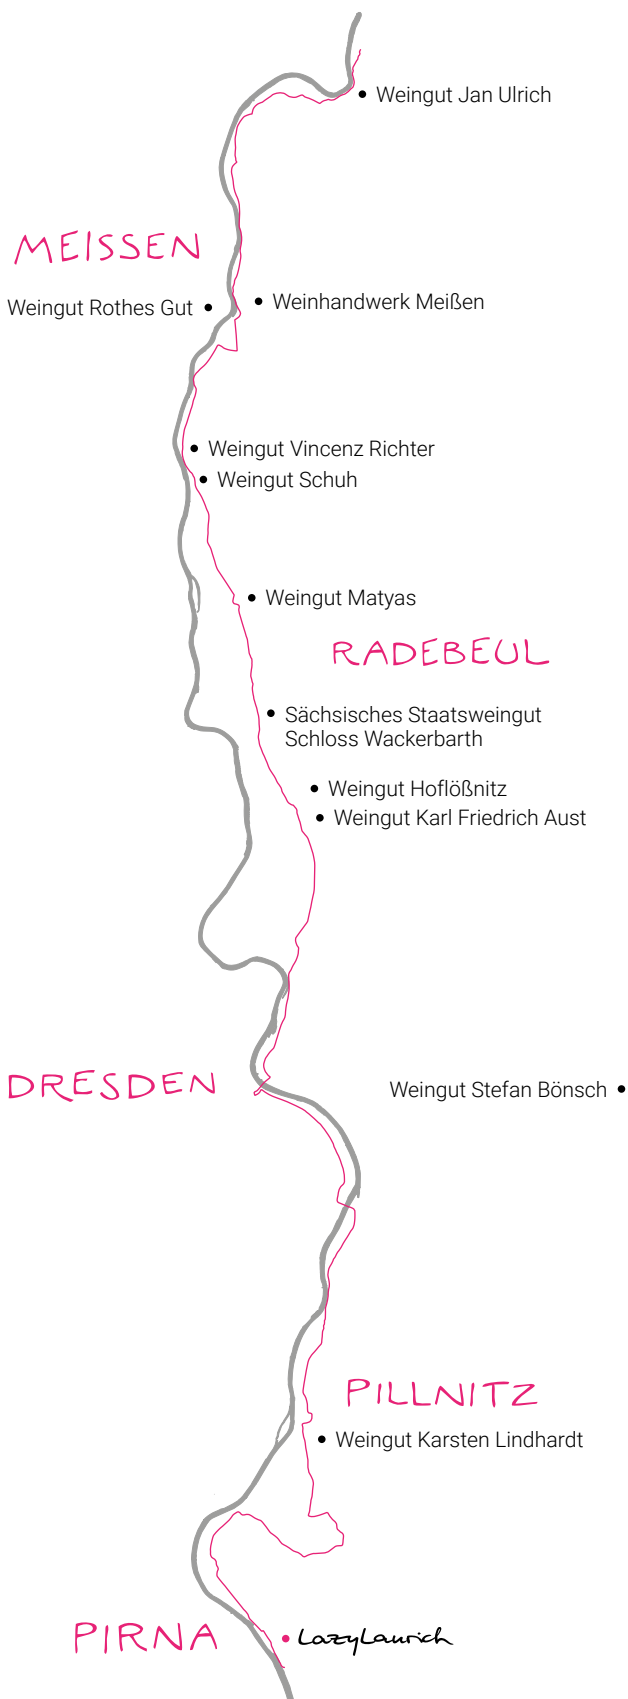 Weingut Jan Ulrich
MEISSEN
Weingut Rothes Gut
Weinhandwerk Meißen
Weingut Vincenz Richter
Weingut Schuh
Weingut Matyas
RADEBEUL
Sächsisches Staatsweingut
Schloss Wackerbarth
Weingut Hoflößnitz
Weingut Karl Friedrich Aust
DRESDEN
Weingut Stefan Bönsch
PILLNITZ
Weingut Karsten Lindhardt
PIRNA
LazyLaurich